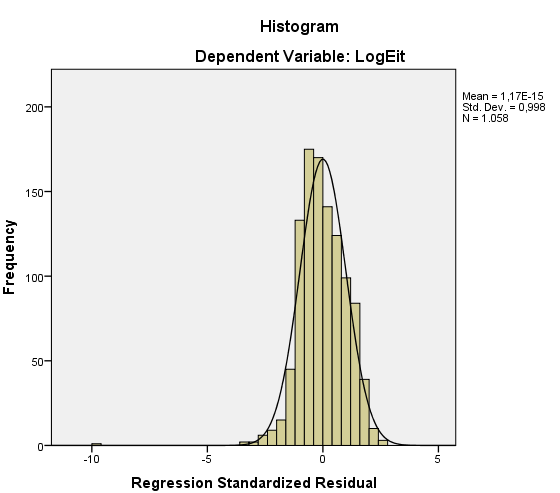 Histogram
Dependent Variable: LogEit
Mean = 1,17E-15
Std. Dev. = 0,998
N = 1.058
Frequency
200
150
100
50
0
-10 -5 0 5
Regression Standardized Residual